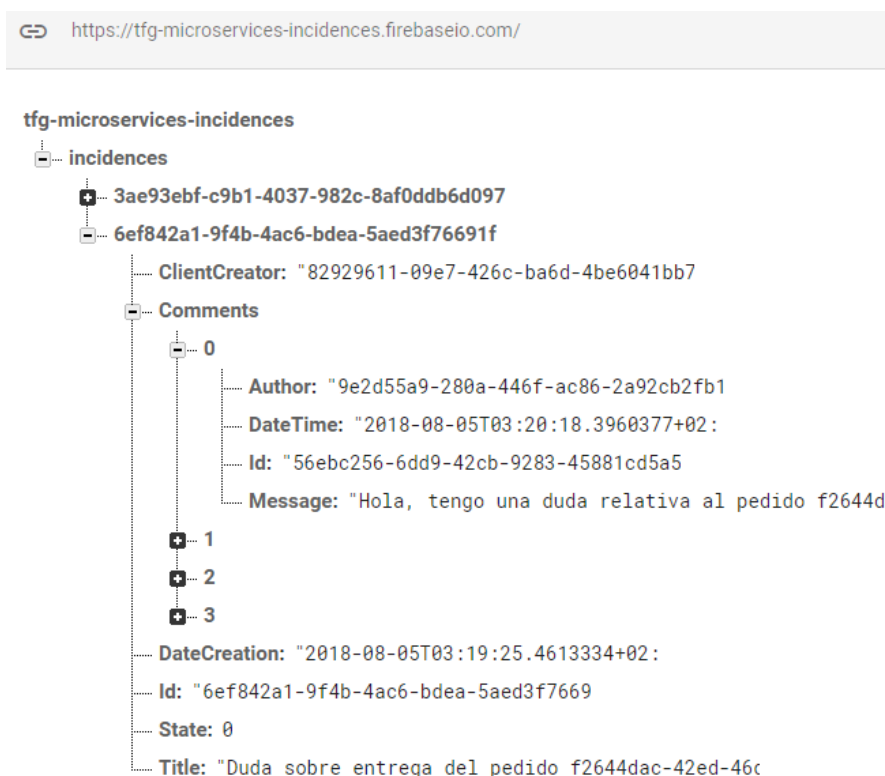 https://tfg-microservices-incidences.firebaseio.com/
tfg-microservices-incidences
incidences
3ae93ebf-c9b1-4037-982c-8af0ddb6d097
6ef842a1-9f4b-4ac6-bdea-5aed3f76691f
ClientCreator: "82929611-09e7-426c-ba6d-4be6041bb7
Comments
0
Author: "9e2d55a9-280a-446f-ac86-2a92cb2fb1
DateTime: "2018-08-05T03:20:18.3960377+02:
Id: "56ebc256-6dd9-42cb-9283-45881cd5a5
Message: "Hola, tengo una duda relativa al pedido f2644d
1
2
3
DateCreation: "2018-08-05T03:19:25.4613334+02:
Id: "6ef842a1-9f4b-4ac6-bdea-5aed3f7669
State: 0
Title: "Duda sobre entrega del pedido f2644dac-42ed-46c